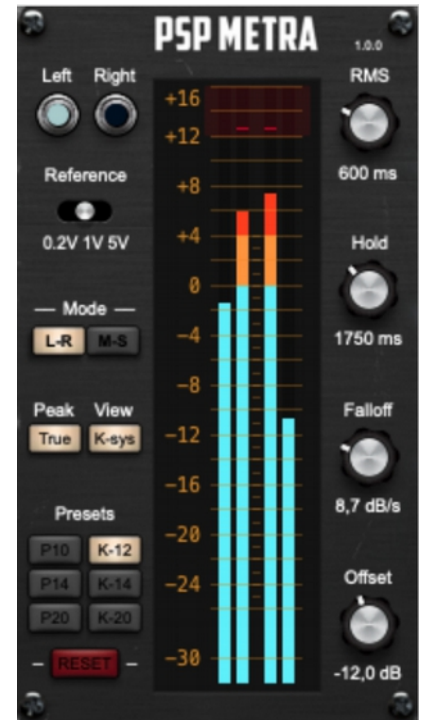 PSP METRA
1.0.0
Left Right
RMS
600 ms
Reference
0.2V 1V 5V
— Mode —
L-R M-S
Peak View
True K-sys
Presets
P10 K-12
P14 K-14
P20 K-20
– RESET –
+16
+12
+8
+4
0
−4
−8
−12
−16
−20
−24
−30
Hold
1750 ms
Falloff
8,7 dB/s
Offset
-12,0 dB